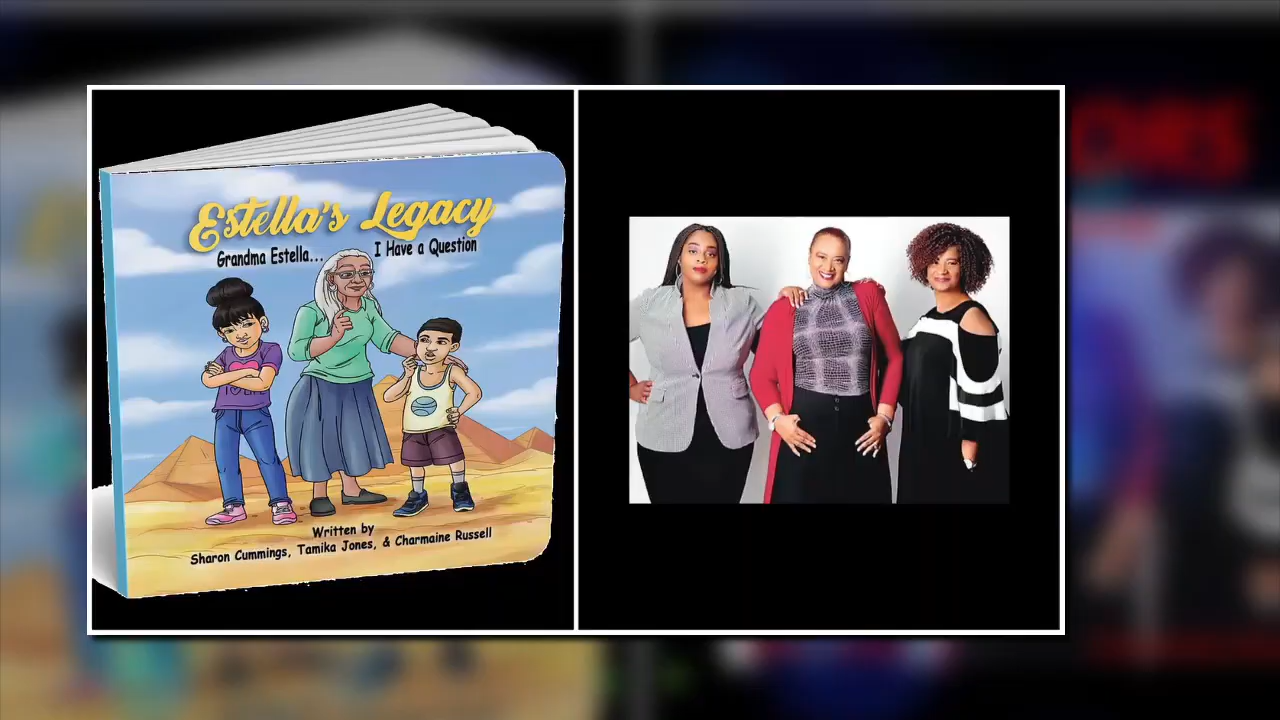 Estella's Legacy
Grandma Estella... I Have a Question
Written by
Sharon Cummings, Tamika Jones, & Charmaine Russell